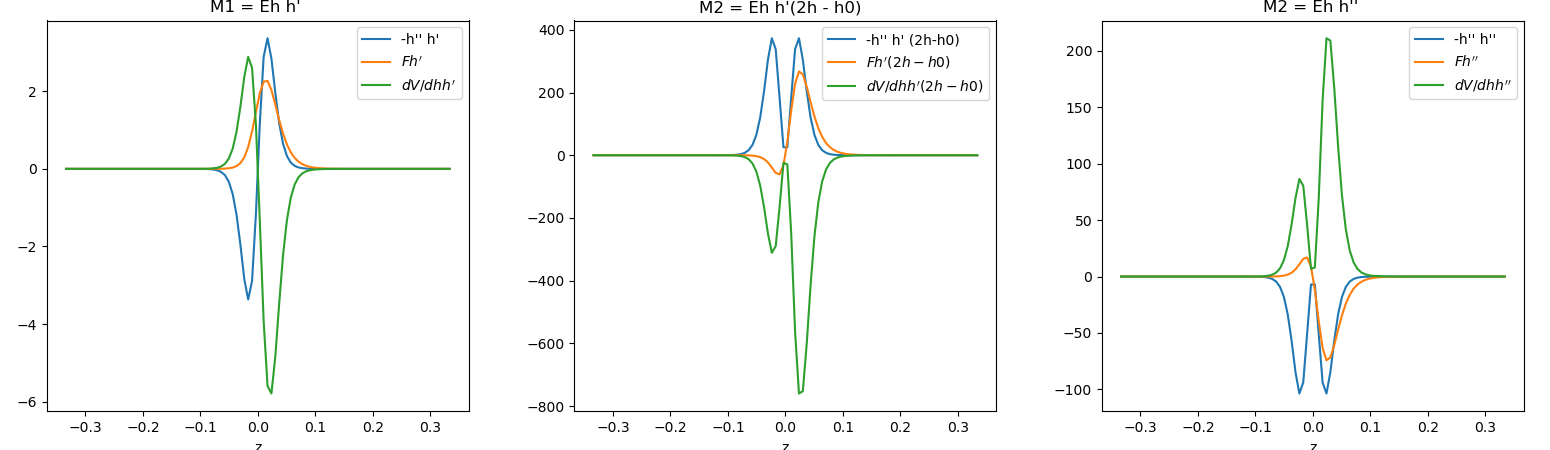 M1 = Eh h'
-h'' h'
Fh′
dV/dhh′
2
0
−2
−4
−6
−0.3
−0.2
−0.1
0.0
0.1
0.2
0.3
z
M2 = Eh h'(2h - h0)
-h'' h' (2h-h0)
Fh′(2h − h0)
dV/dhh′(2h − h0)
400
200
0
−200
−400
−600
−800
−0.3
−0.2
−0.1
0.0
0.1
0.2
0.3
z
M2 = Eh h''
-h'' h''
Fh′′
dV/dhh′′
200
150
100
50
0
−50
−100
−0.3
−0.2
−0.1
0.0
0.1
0.2
0.3
z